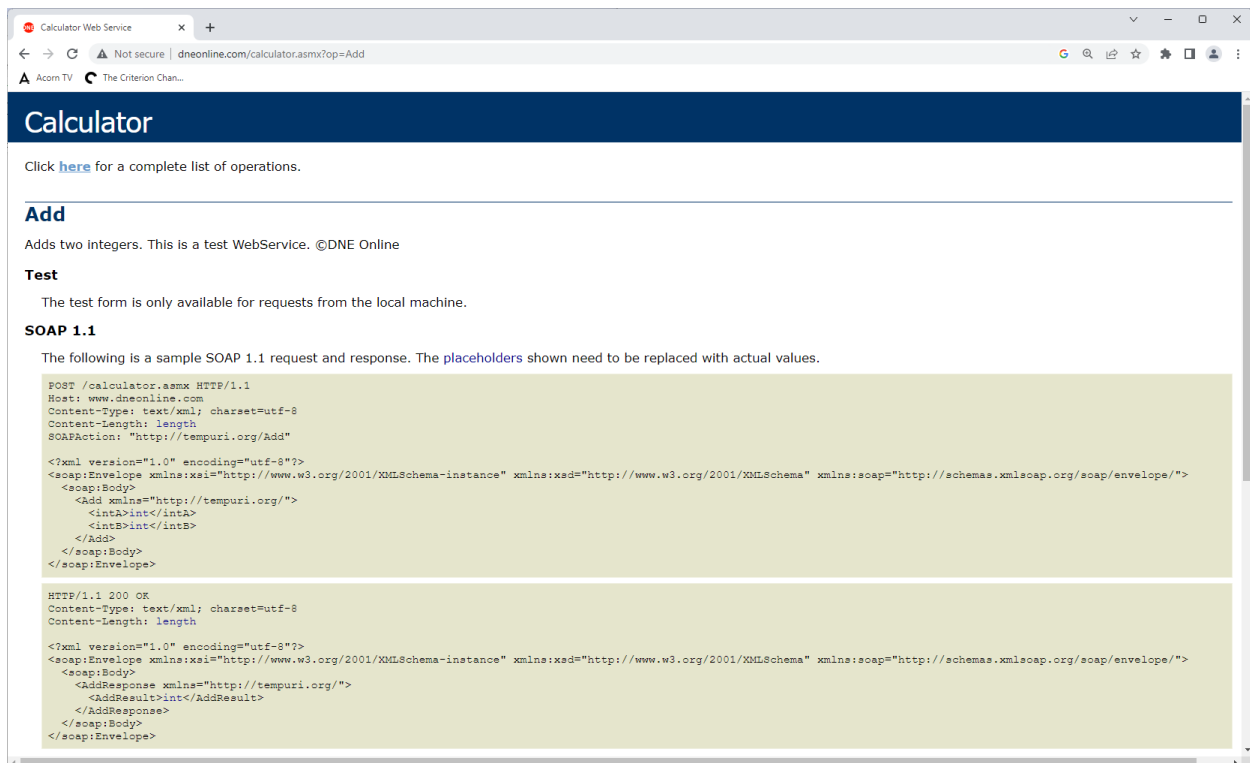 Calculator Web Service
Not secure | dneonline.com/calculator.asmx?op=Add
Acorn TV The Criterion Chan...
Calculator
Click here for a complete list of operations.
Add
Adds two integers. This is a test WebService. ©DNE Online
Test
The test form is only available for requests from the local machine.
SOAP 1.1
The following is a sample SOAP 1.1 request and response. The placeholders shown need to be replaced with actual values.
POST /calculator.asmx HTTP/1.1
Host: www.dneonline.com
Content-Type: text/xml; charset=utf-8
Content-Length: length
SOAPAction: "http://tempuri.org/Add"
<?xml version="1.0" encoding="utf-8"?>
<soap:Envelope xmlns:xsi="http://www.w3.org/2001/XMLSchema-instance" xmlns:xsd="http://www.w3.org/2001/XMLSchema" xmlns:soap="http://schemas.xmlsoap.org/soap/envelope/">
  <soap:Body>
    <Add xmlns="http://tempuri.org/">
      <intA>int</intA>
      <intB>int</intB>
    </Add>
  </soap:Body>
</soap:Envelope>
HTTP/1.1 200 OK
Content-Type: text/xml; charset=utf-8
Content-Length: length
<?xml version="1.0" encoding="utf-8"?>
<soap:Envelope xmlns:xsi="http://www.w3.org/2001/XMLSchema-instance" xmlns:xsd="http://www.w3.org/2001/XMLSchema" xmlns:soap="http://schemas.xmlsoap.org/soap/envelope/">
  <soap:Body>
    <AddResponse xmlns="http://tempuri.org/">
      <AddResult>int</AddResult>
    </AddResponse>
  </soap:Body>
</soap:Envelope>